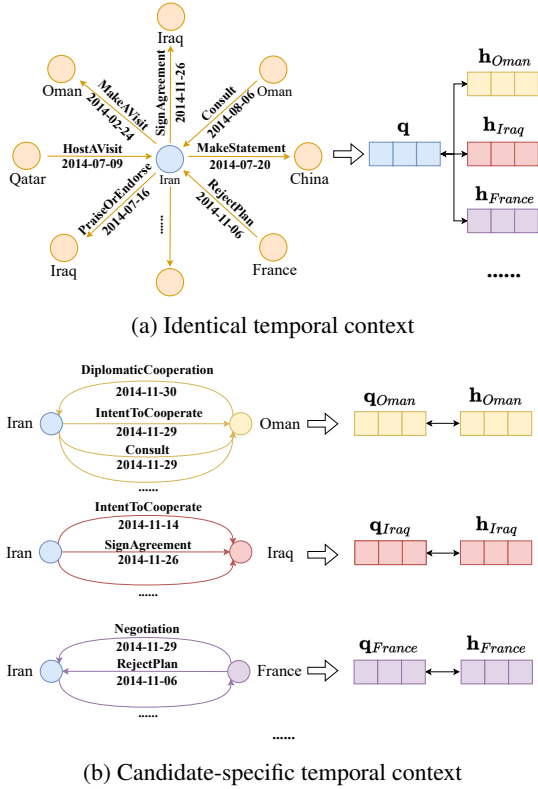 Iraq
Oman
Oman
MakeAVisit
2014-02-24
SignAgreement
2014-11-26
Consult
2014-08-06
HostAVisit
2014-07-09
MakeStatement
2014-07-20
Qatar
Iran
China
PraiseOrEndorse
2014-07-16
RejectPlan
2014-11-06
......
Iraq
France
q
h_Oman
h_Iraq
h_France
......
(a) Identical temporal context
DiplomaticCooperation
2014-11-30
IntentToCooperate
2014-11-29
Consult
2014-11-29
......
Iran
Oman
q_Oman
h_Oman
IntentToCooperate
2014-11-14
SignAgreement
2014-11-26
......
Iran
Iraq
q_Iraq
h_Iraq
Negotiation
2014-11-29
RejectPlan
2014-11-06
......
Iran
France
q_France
h_France
......
(b) Candidate-specific temporal context